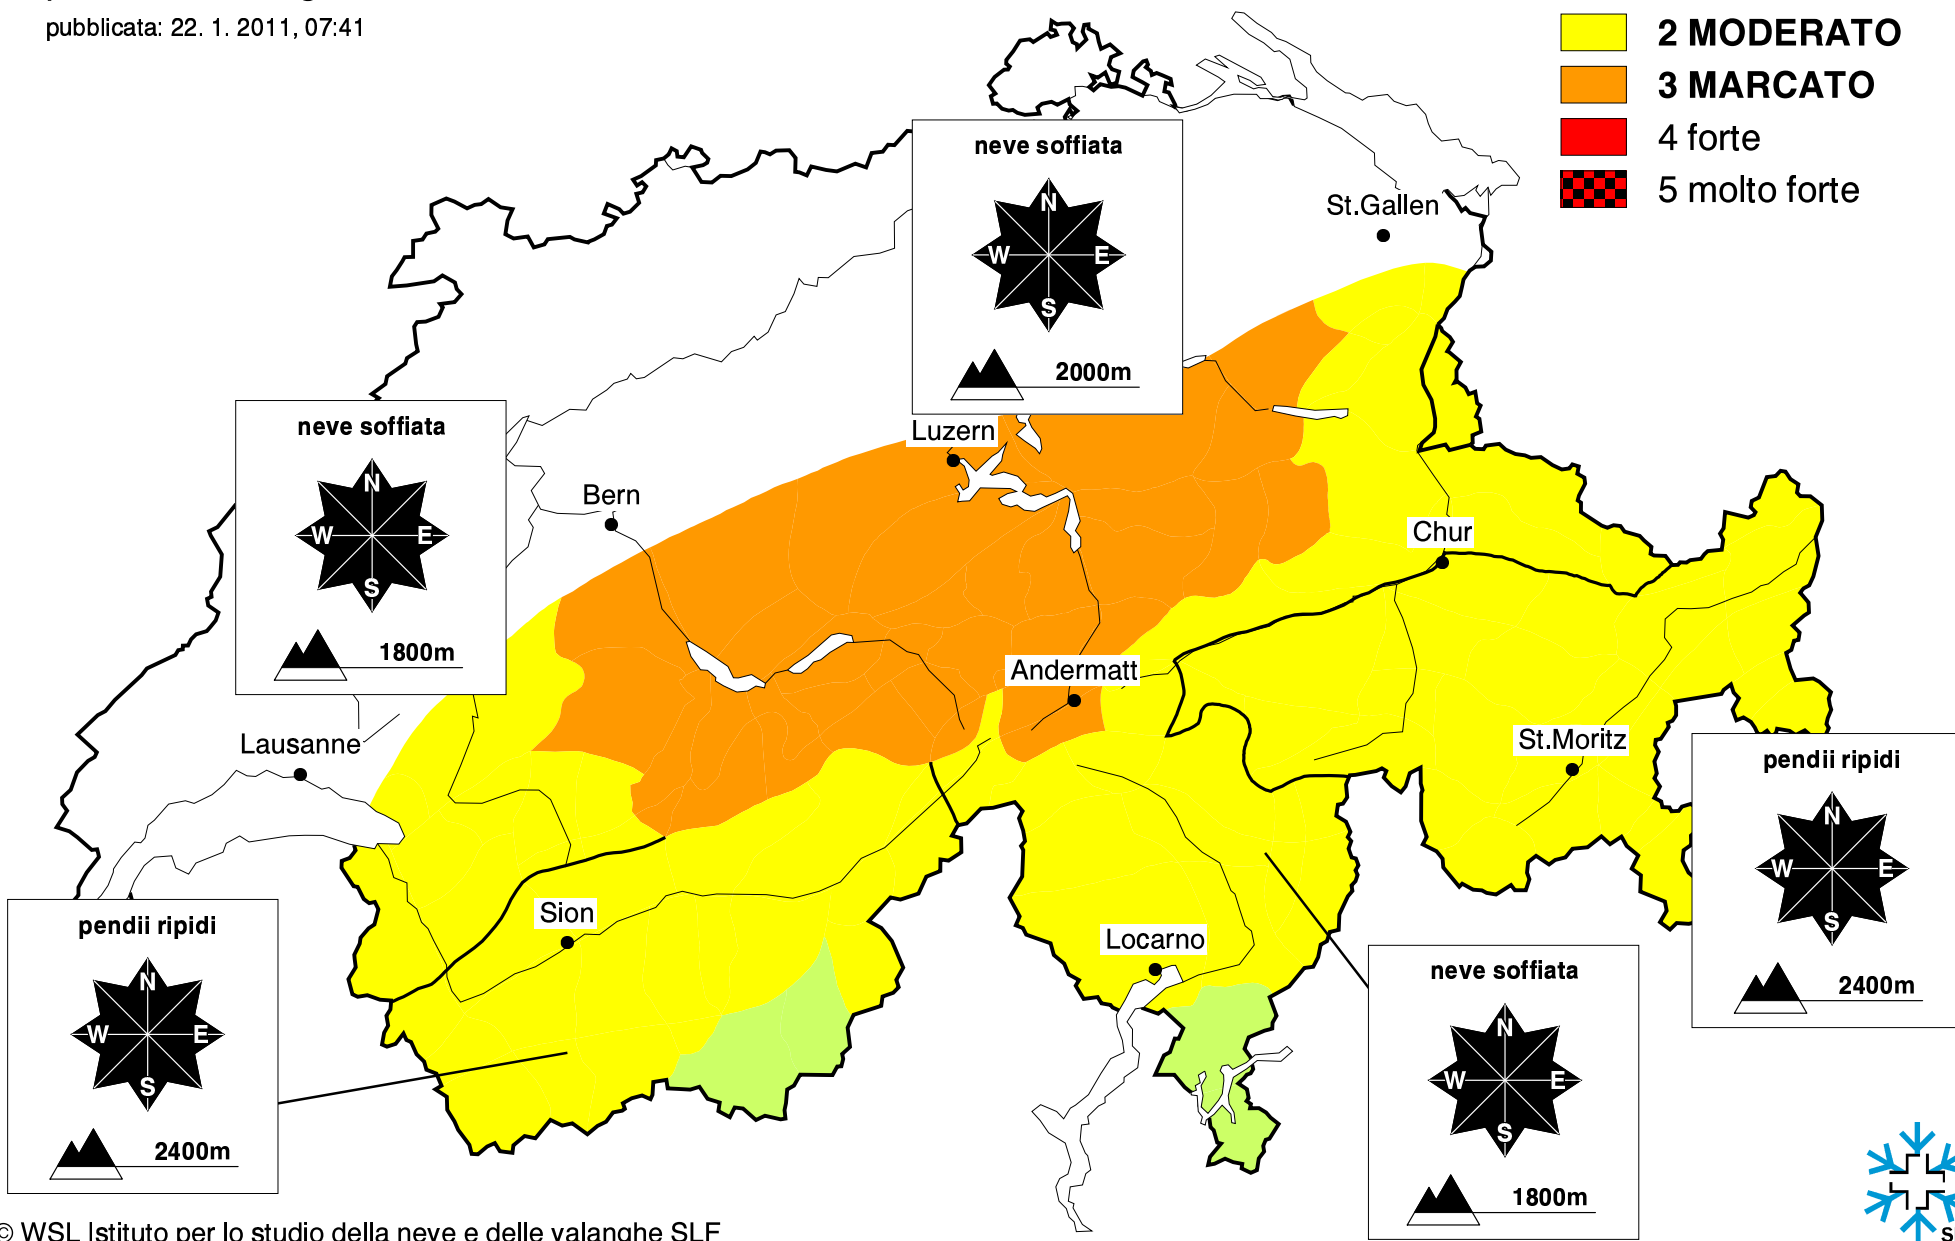 pubblicata: 22. 1. 2011, 07:41
2 MODERATO
3 MARCATO
4 forte
5 molto forte
neve soffiata
N
W E
S
2000m
St.Gallen
neve soffiata
N
W E
S
1800m
Luzern
Bern
Chur
Andermatt
Lausanne
St.Moritz
pendii ripidi
N
W E
S
2400m
pendii ripidi
N
W E
S
2400m
Sion
Locarno
neve soffiata
N
W E
S
1800m
© WSL Istituto per lo studio della neve e delle valanghe SLF